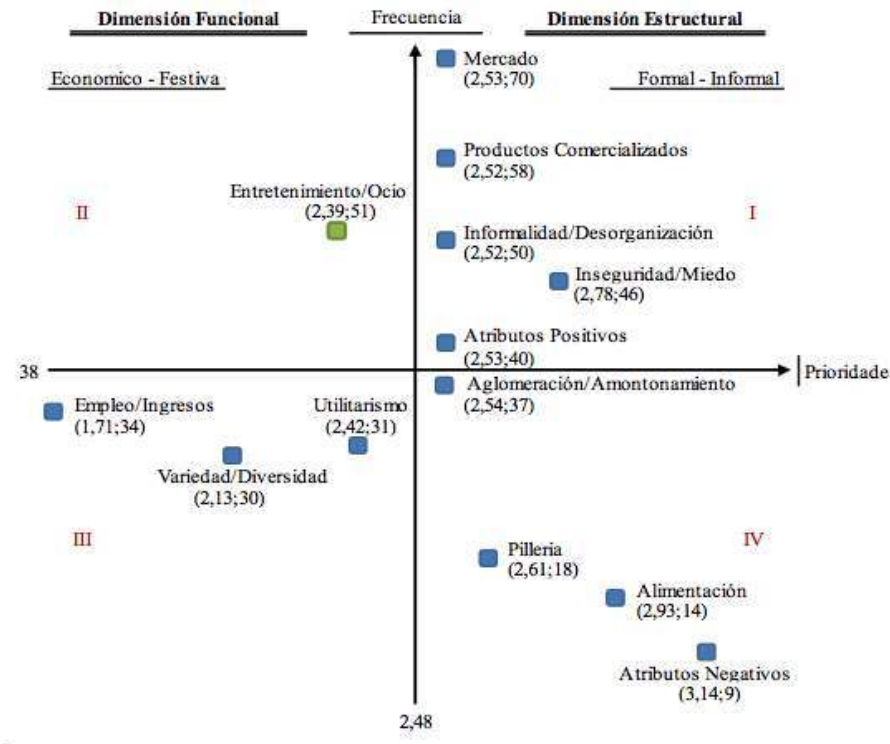 Dimensión Funcional
Frecuencia
Dimensión Estructural
Economico - Festiva
Formal - Informal
Mercado
(2,53;70)
Productos Comercializados
(2,52;58)
Entretenimiento/Ocio
(2,39;51)
II
I
Informalidad/Desorganización
(2,52;50)
Inseguridad/Miedo
(2,78;46)
Atributos Positivos
(2,53;40)
38
Prioridade
Aglomeración/Amontonamiento
(2,54;37)
Empleo/Ingresos
(1,71;34)
Utilitarismo
(2,42;31)
Variedad/Diversidad
(2,13;30)
III
IV
Pilleria
(2,61;18)
Alimentación
(2,93;14)
Atributos Negativos
(3,14;9)
2,48